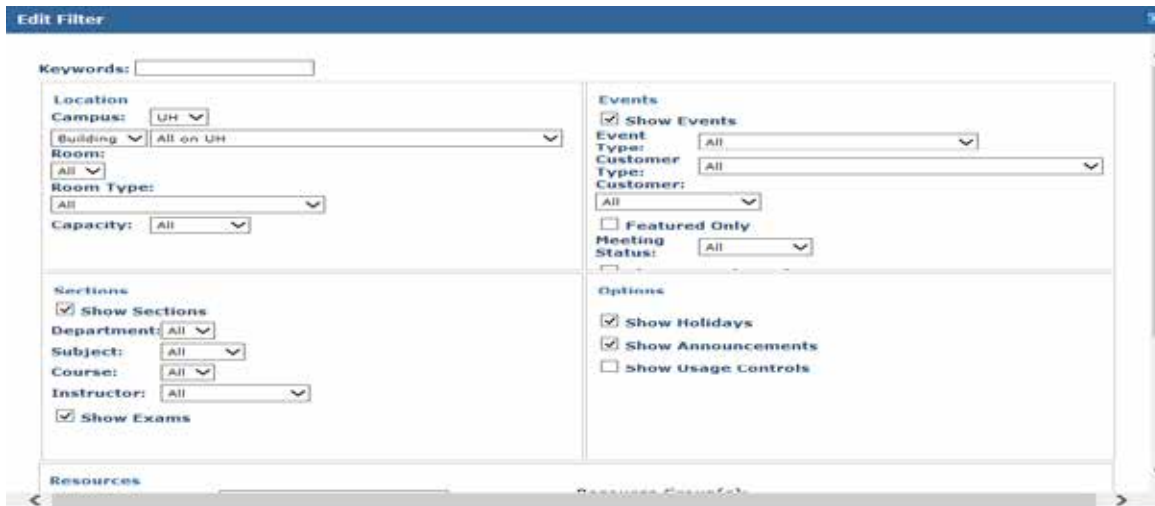 Edit Filter
Keywords:
Location
Campus: UH
Building All on UH
Room:
All
Room Type:
All
Capacity: All
Events
Show Events
Event Type: All
Customer Type: All
Customer:
All
Featured Only
Meeting Status: All
Sections
Show Sections
Department: All
Subject: All
Course: All
Instructor: All
Show Exams
Options
Show Holidays
Show Announcements
Show Usage Controls
Resources